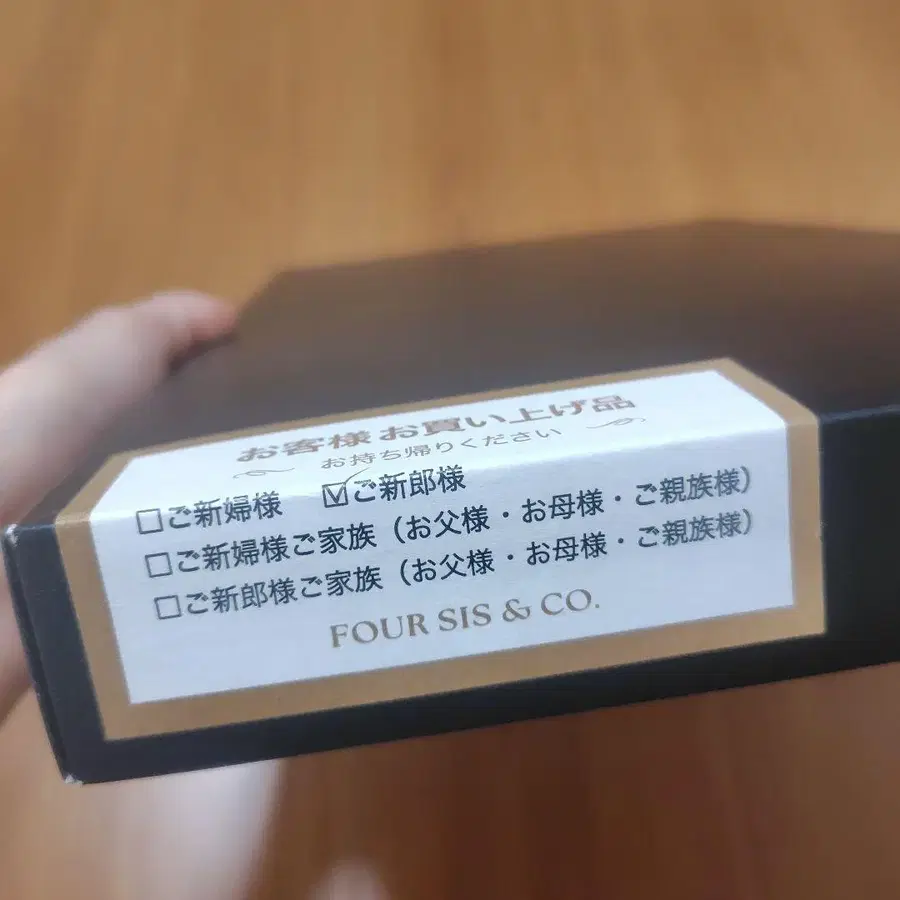 お客様お買い上げ品
お持ち帰りください
□ご新婦様 ☑ご新郎様
□ご新婦様ご家族（お父様・お母様・ご親族様）
□ご新郎様ご家族（お父様・お母様・ご親族様）
FOUR SIS & CO.